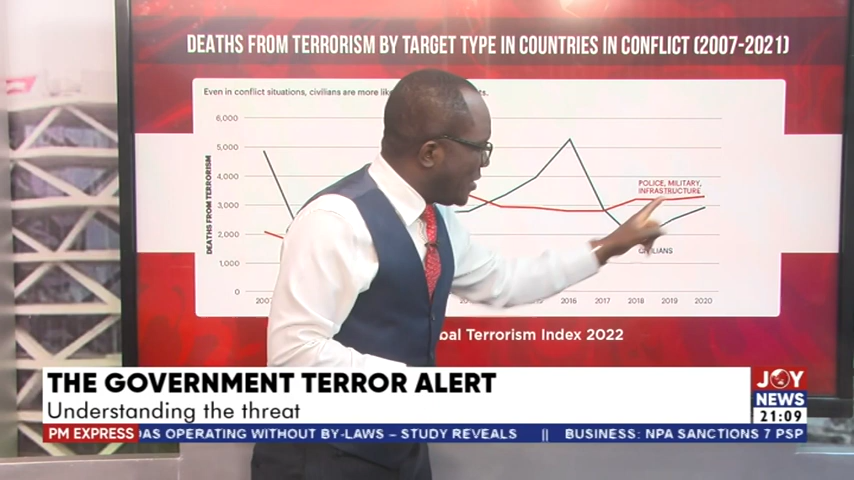 DEATHS FROM TERRORISM BY TARGET TYPE IN COUNTRIES IN CONFLICT (2007-2021)
Even in conflict situations, civilians are more
6,000
5,000
4,000
3,000
2,000
1,000
0
DEATHS FROM TERRORISM
POLICE, MILITARY,
INFRASTRUCTURE
CIVILIANS
2016 2017 2018 2019 2020
Terrorism Index 2022
THE GOVERNMENT TERROR ALERT
Understanding the threat
JOY
NEWS
21:09
PM EXPRESS OPERATING WITHOUT BY-LAWS – STUDY REVEALS || BUSINESS: NPA SANCTIONS 7 PSP